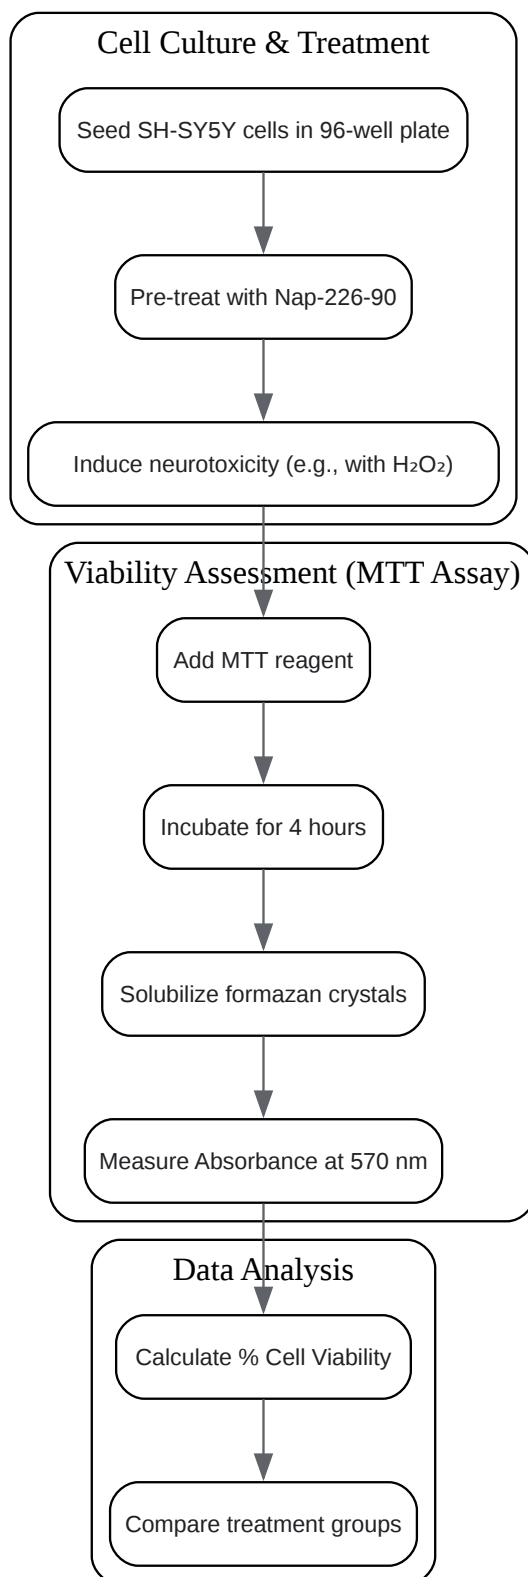 Cell Culture & Treatment
Seed SH-SY5Y cells in 96-well plate
Pre-treat with Nap-226-90
Induce neurotoxicity (e.g., with H₂O₂)
Viability Assessment (MTT Assay)
Add MTT reagent
Incubate for 4 hours
Solubilize formazan crystals
Measure Absorbance at 570 nm
Data Analysis
Calculate % Cell Viability
Compare treatment groups